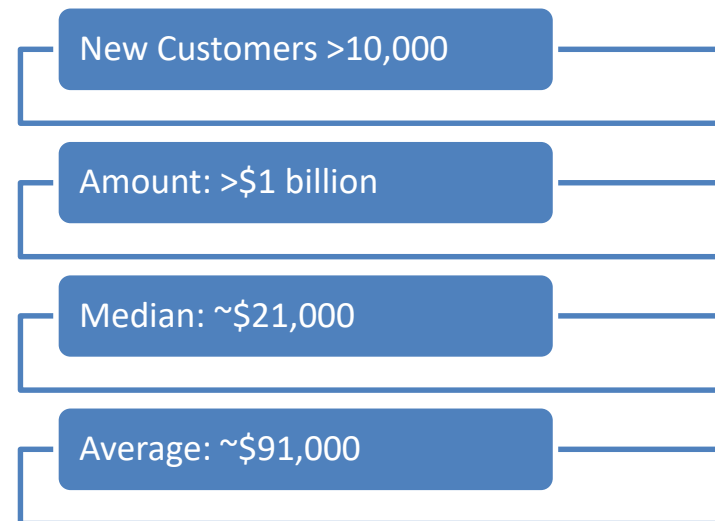 New Customers >10,000
Amount: >$1 billion
Median: ~$21,000
Average: ~$91,000